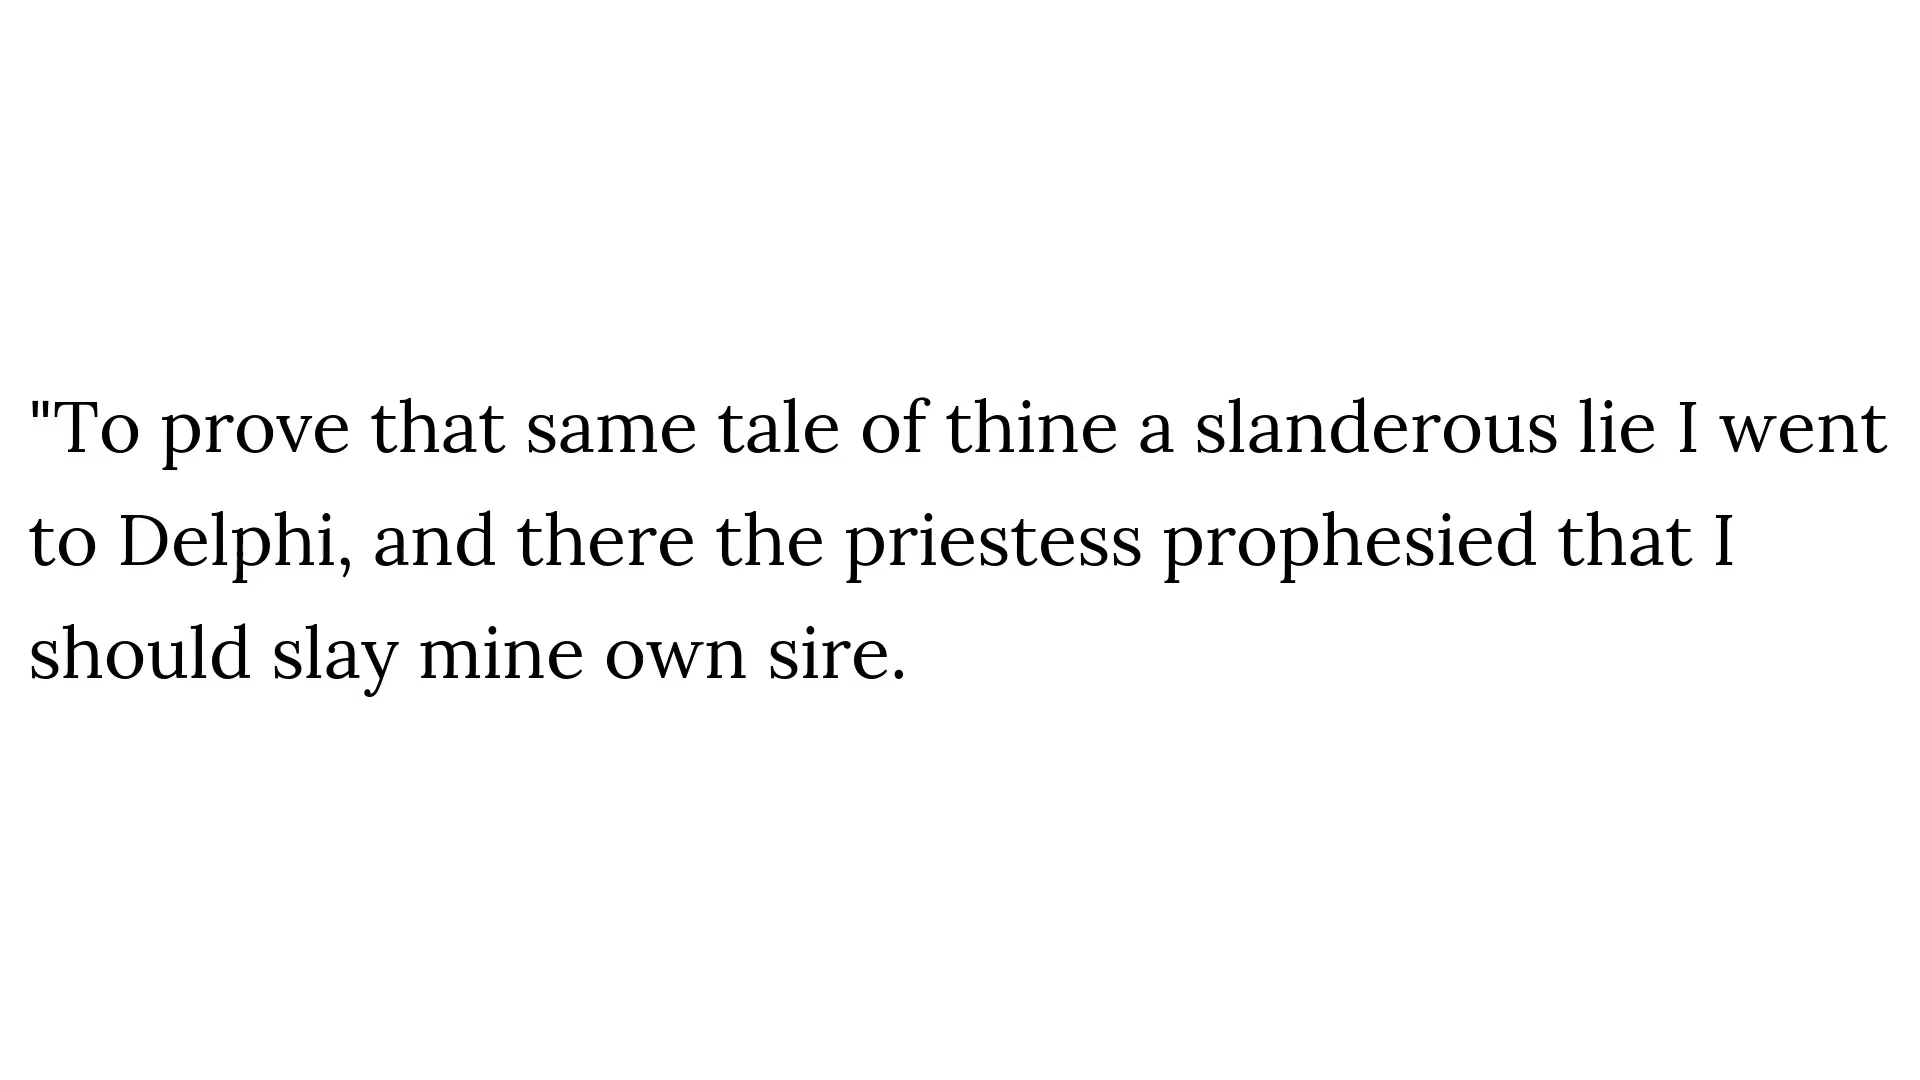 "To prove that same tale of thine a slanderous lie I went
to Delphi, and there the priestess prophesied that I
should slay mine own sire.